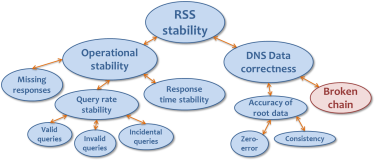 RSS
stability
Operational
stability
DNS Data
correctness
Missing
responses
Query rate
stability
Response
time stability
Accuracy of
root data
Broken
chain
Valid
queries
Invalid
queries
Incidental
queries
Zero-
error
Consistency